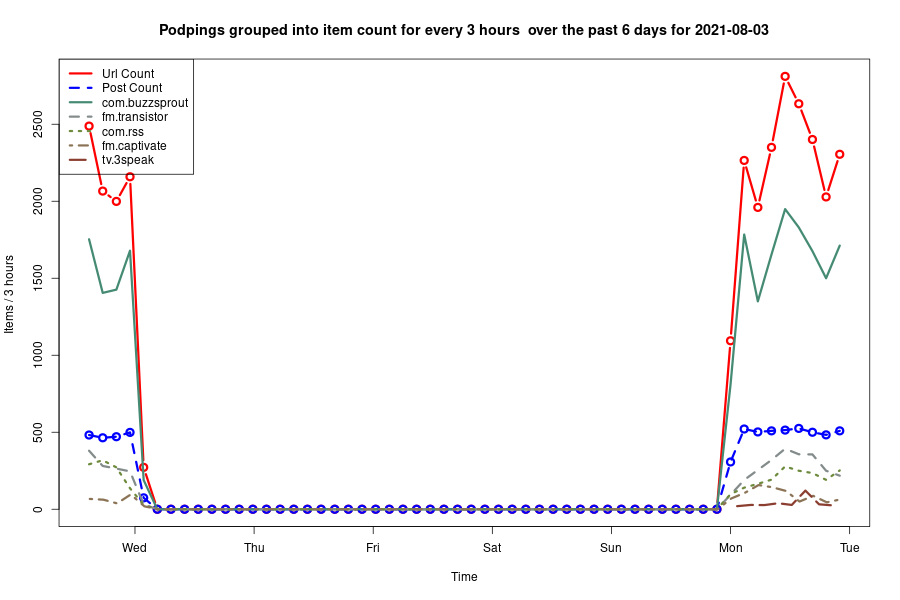 Podpings grouped into item count for every 3 hours  over the past 6 days for 2021-08-03
Url Count
Post Count
com.buzzsprout
fm.transistor
com.rss
fm.captivate
tv.3speak
Items / 3 hours
2500
2000
1500
1000
500
0
Wed
Thu
Fri
Sat
Sun
Mon
Tue
Time